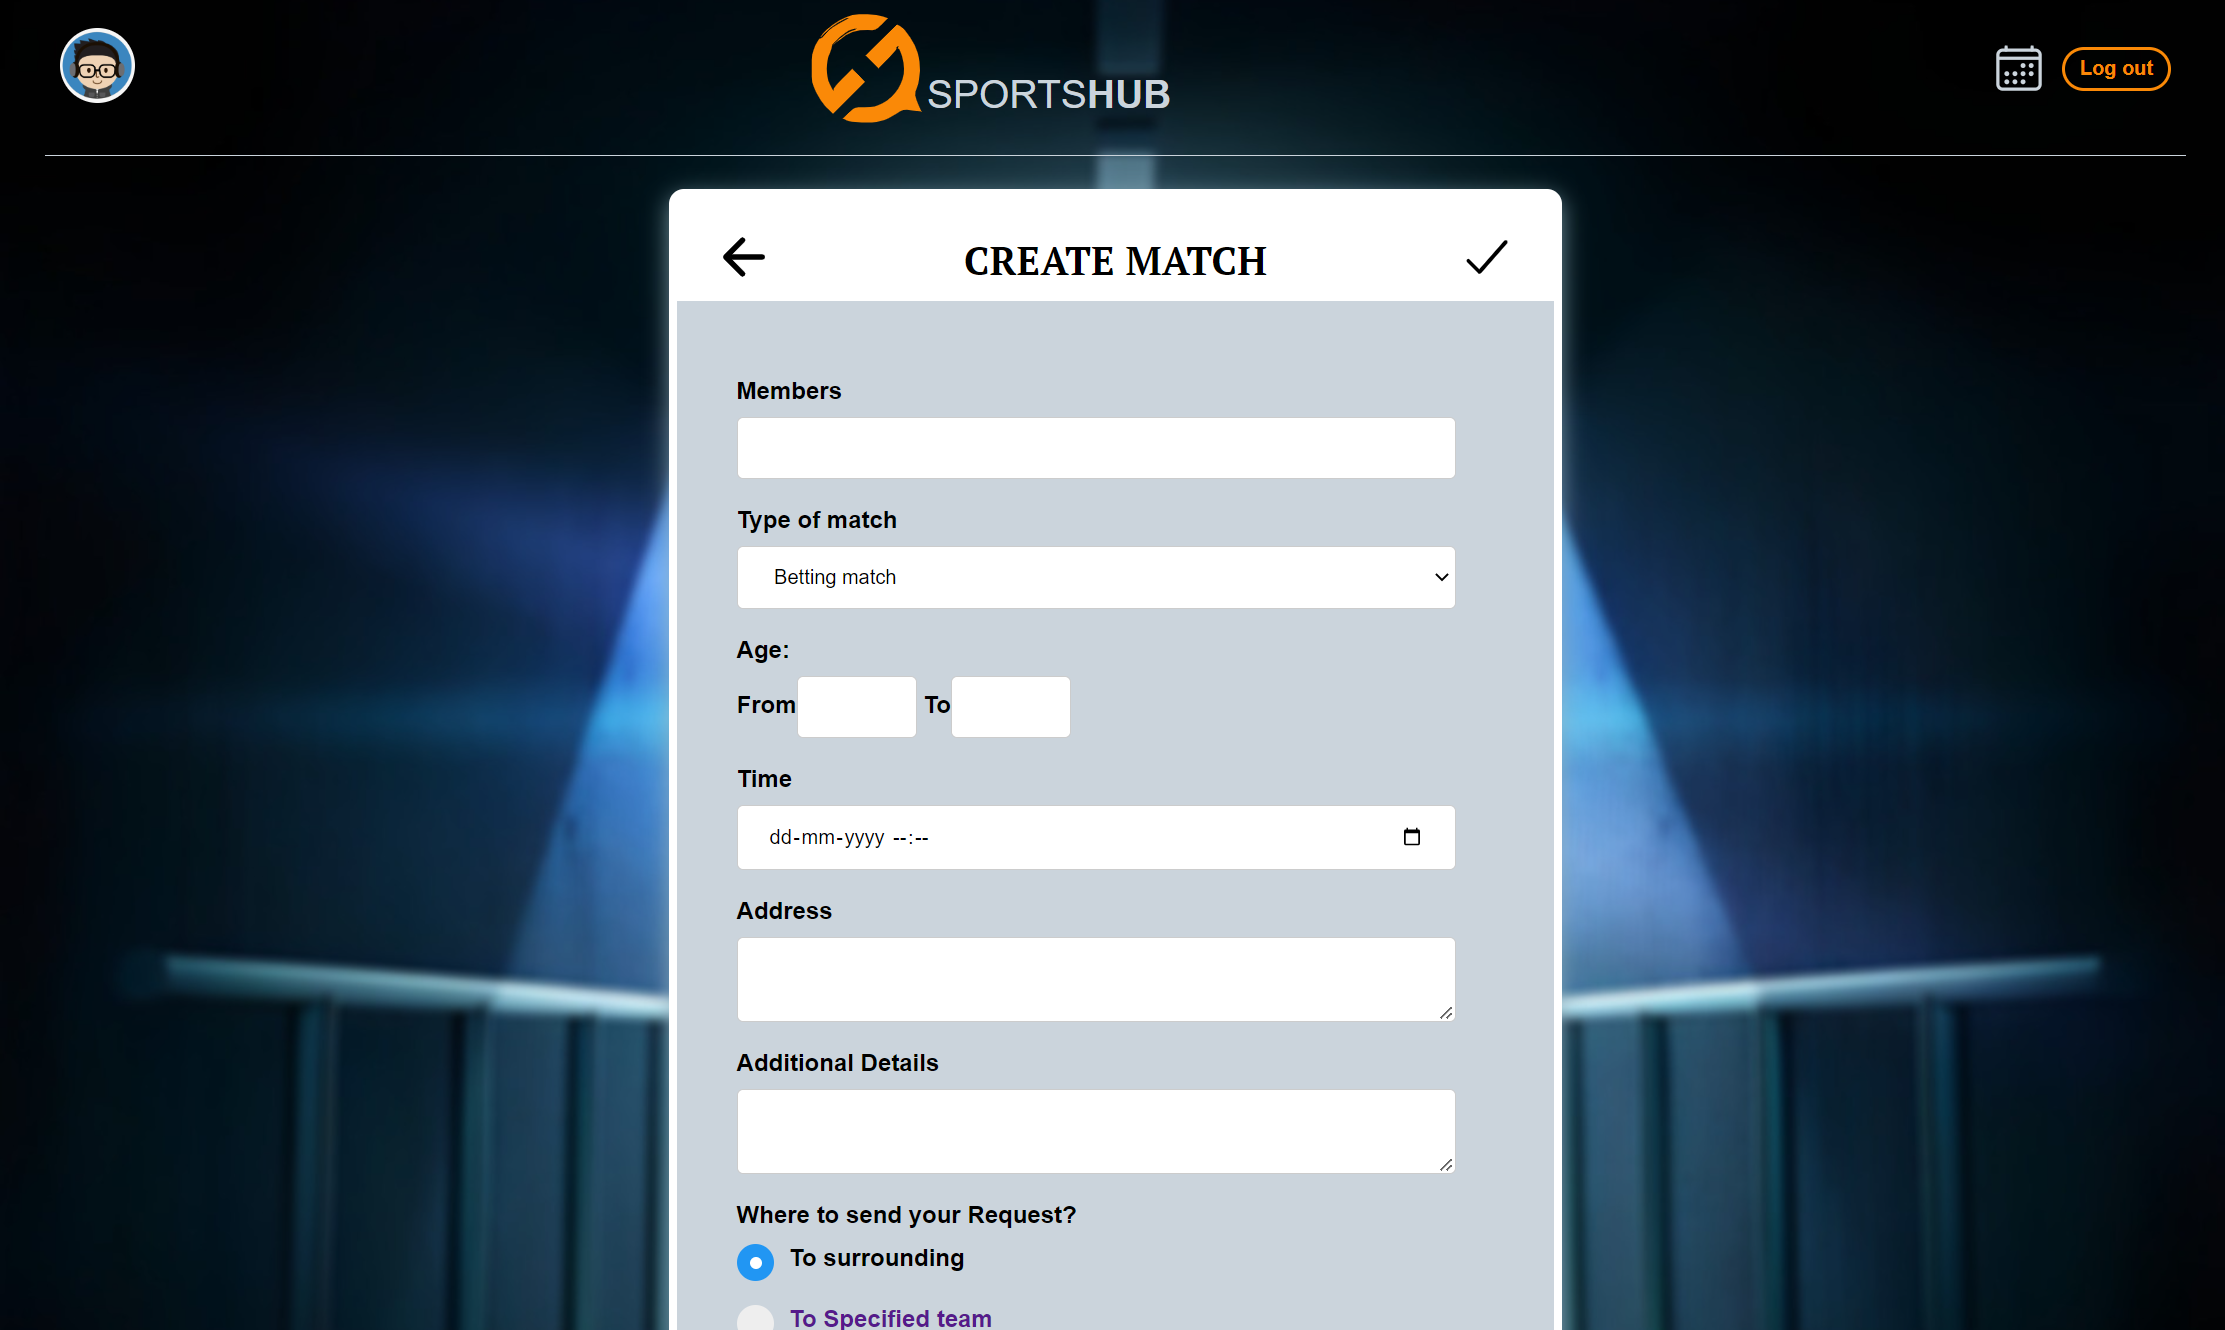 SPORTSHUB
Log out
CREATE MATCH
Members
Type of match
Betting match
Age:
From To
Time
dd-mm-yyyy --:--
Address
Additional Details
Where to send your Request?
To surrounding
To Specified team